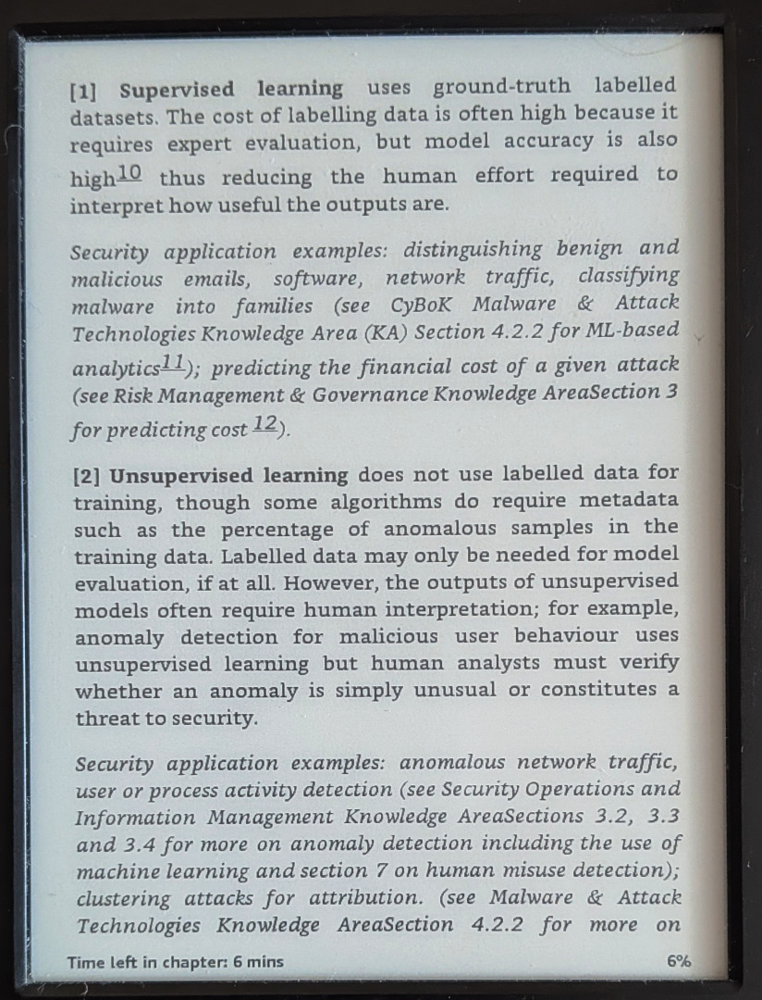 [1] Supervised learning uses ground-truth labelled
datasets. The cost of labelling data is often high because it
requires expert evaluation, but model accuracy is also
high10 thus reducing the human effort required to
interpret how useful the outputs are.
Security application examples: distinguishing benign and
malicious emails, software, network traffic, classifying
malware into families (see CyBoK Malware & Attack
Technologies Knowledge Area (KA) Section 4.2.2 for ML-based
analytics11); predicting the financial cost of a given attack
(see Risk Management & Governance Knowledge AreaSection 3
for predicting cost 12).
[2] Unsupervised learning does not use labelled data for
training, though some algorithms do require metadata
such as the percentage of anomalous samples in the
training data. Labelled data may only be needed for model
evaluation, if at all. However, the outputs of unsupervised
models often require human interpretation; for example,
anomaly detection for malicious user behaviour uses
unsupervised learning but human analysts must verify
whether an anomaly is simply unusual or constitutes a
threat to security.
Security application examples: anomalous network traffic,
user or process activity detection (see Security Operations and
Information Management Knowledge AreaSections 3.2, 3.3
and 3.4 for more on anomaly detection including the use of
machine learning and section 7 on human misuse detection);
clustering attacks for attribution. (see Malware & Attack
Technologies Knowledge AreaSection 4.2.2 for more on
Time left in chapter: 6 mins 6%